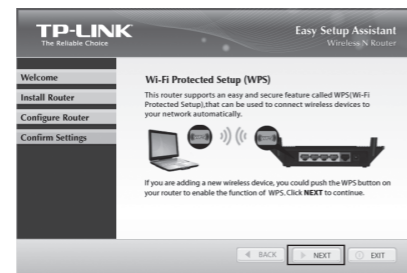 TP-LINK
The Reliable Choice
Easy Setup Assistant
Wireless N Router
Welcome
Install Router
Configure Router
Confirm Settings
Wi-Fi Protected Setup (WPS)
This router supports an easy and secure feature called WPS(Wi-Fi
Protected Setup),that can be used to connect wireless devices to
your network automatically.
If you are adding a new wireless device, you could push the WPS button on
your router to enable the function of WPS. Click NEXT to continue.
BACK
NEXT
EXIT